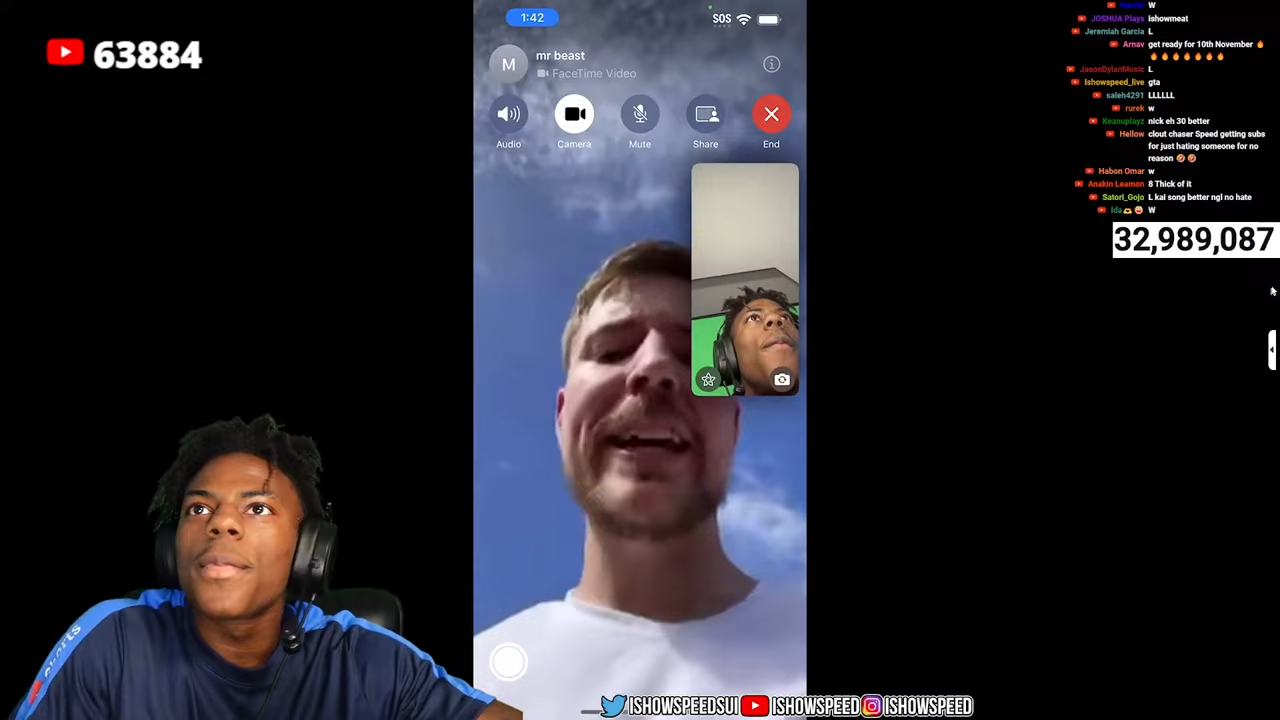 63884
1:42
SOS
M
mr beast
FaceTime Video
Audio
Camera
Mute
Share
End
W
JOSHUA Plays ishowmeat
Jeremiah Garcia L
Arnav get ready for 10th November 🔥
🔥🔥🔥🔥🔥🔥🔥
JasonDylanMusic L
Ishowspeed_live gta
saleh4291 LLLLLL
rurek w
Keanuplayz nick eh 30 better
Hellow clout chaser Speed getting subs
for just hating someone for no
reason 🤣🤣
Habon Omar w
Anakin Leamon 8 Thick of it
Satori_Gojo L kai song better ngl no hate
Ida W
32,989,087
ISHOWSPEEDSUI ISHOWSPEED ISHOWSPEED